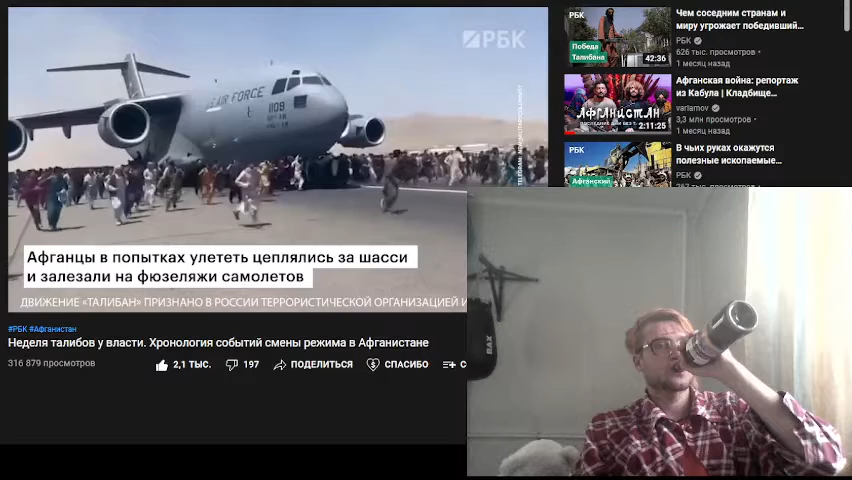 РБК
AIR FORCE
1109
Афганцы в попытках улететь цеплялись за шасси
и залезали на фюзеляжи самолетов
ДВИЖЕНИЕ «ТАЛИБАН» ПРИЗНАНО В РОССИИ ТЕРРОРИСТИЧЕСКОЙ ОРГАНИЗАЦИЕЙ И
#РБК #Афганистан
Неделя талибов у власти. Хронология событий смены режима в Афганистане
316 879 просмотров
2,1 ТЫС.
197
ПОДЕЛИТЬСЯ
СПАСИБО
РБК
Победа
Талибана
42:36
Чем соседним странам и
миру угрожает победивший...
РБК
626 тыс. просмотров •
1 месяц назад
АФГАНИСТАН
2:11:25
Афганская война: репортаж
из Кабула | Кладбище...
varlamov
3,3 млн просмотров •
1 месяц назад
РБК
Афганский
В чьих руках окажутся
полезные ископаемые...
РБК